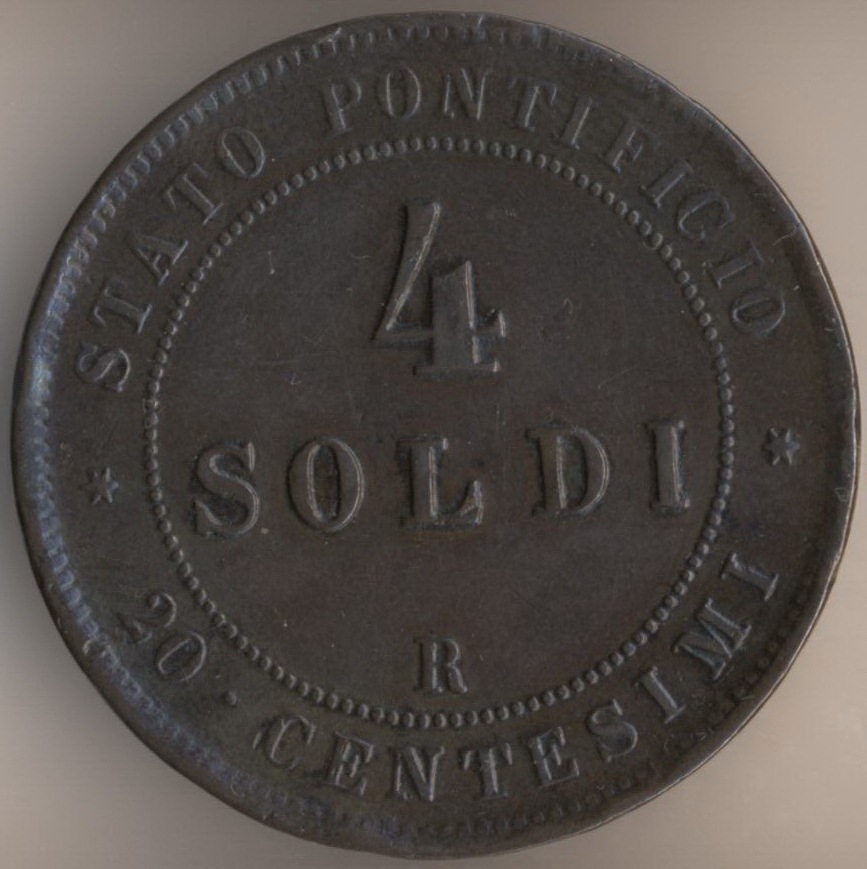 STATO PONTIFICIO
4
SOLDI
R
20 · CENTESIMI